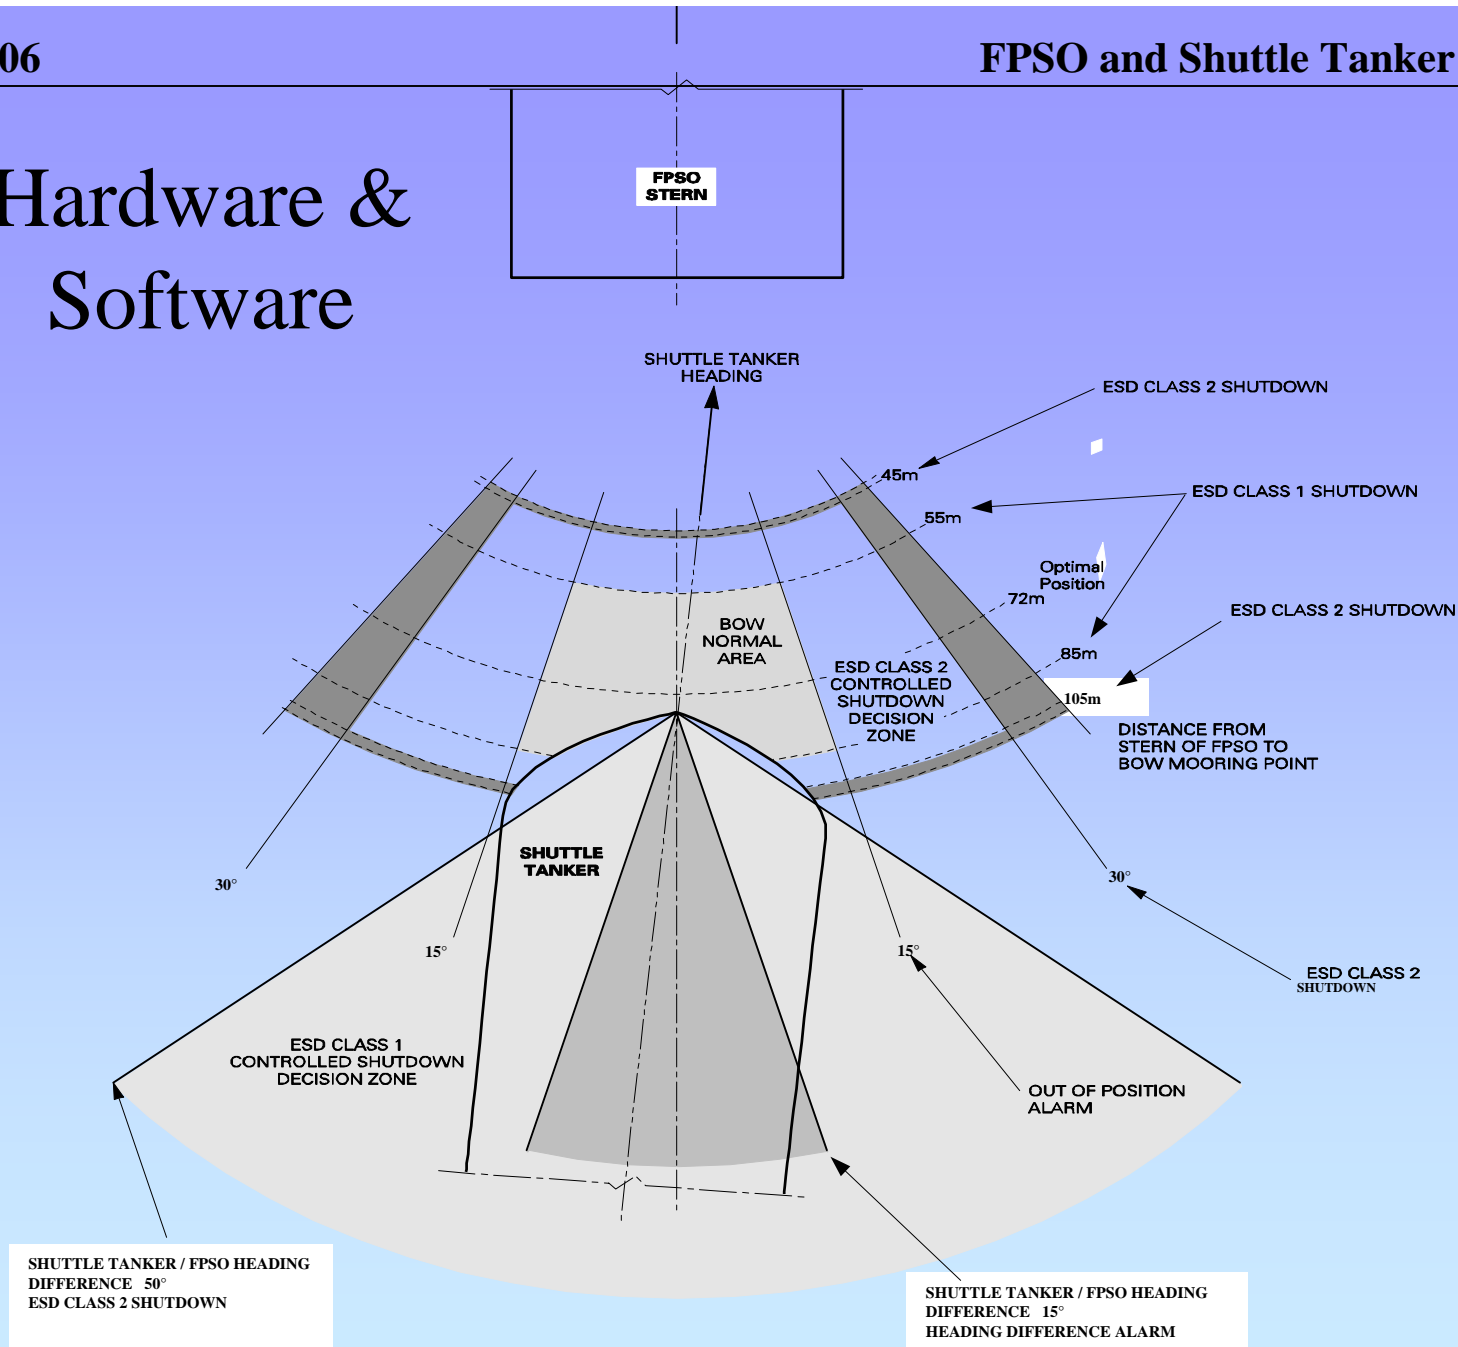 06
FPSO and Shuttle Tanker
Hardware &
Software
FPSO
STERN
SHUTTLE TANKER
HEADING
ESD CLASS 2 SHUTDOWN
45m
ESD CLASS 1 SHUTDOWN
55m
Optimal
Position
72m
ESD CLASS 2 SHUTDOWN
BOW
NORMAL
AREA
85m
ESD CLASS 2
CONTROLLED
SHUTDOWN
DECISION
ZONE
105m
DISTANCE FROM
STERN OF FPSO TO
BOW MOORING POINT
SHUTTLE
TANKER
30°
30°
15°
15°
ESD CLASS 2
SHUTDOWN
ESD CLASS 1
CONTROLLED SHUTDOWN
DECISION ZONE
OUT OF POSITION
ALARM
SHUTTLE TANKER / FPSO HEADING
DIFFERENCE 50°
ESD CLASS 2 SHUTDOWN
SHUTTLE TANKER / FPSO HEADING
DIFFERENCE 15°
HEADING DIFFERENCE ALARM